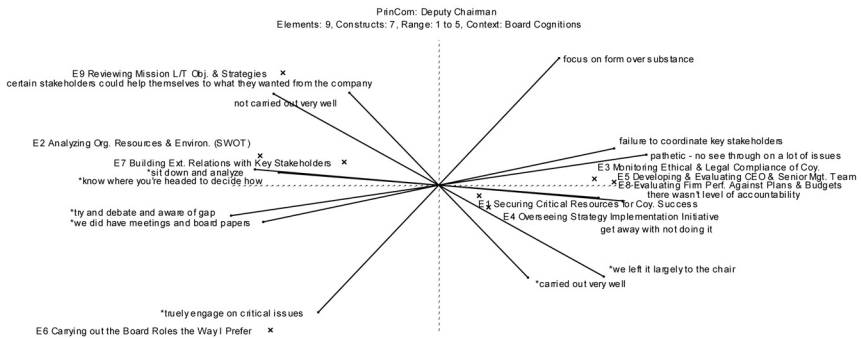 PrinCom: Deputy Chairman
Elements: 9, Constructs: 7, Range: 1 to 5, Context: Board Cognitions
focus on form over substance
E9 Reviewing Mission L/T Obj. & Strategies
certain stakeholders could help themselves to what they wanted from the company
not carried out very well
failure to coordinate key stakeholders
E2 Analyzing Org. Resources & Environ. (SWOT)
pathetic - no see through on a lot of issues
E7 Building Ext. Relations with Key Stakeholders
E3 Monitoring Ethical & Legal Compliance of Coy.
*sit down and analyze
E5 Developing & Evaluating CEO & Senior Mgt. Team
*know where you're headed to decide how
E8 Evaluating Firm Perf. Against Plans & Budgets
there wasn't level of accountability
E1 Securing Critical Resources for Coy. Success
*try and debate and aware of gap
E4 Overseeing Strategy Implementation Initiative
*we did have meetings and board papers
get away with not doing it
*we left it largely to the chair
*carried out very well
*truely engage on critical issues
E6 Carrying out the Board Roles the Way I Prefer